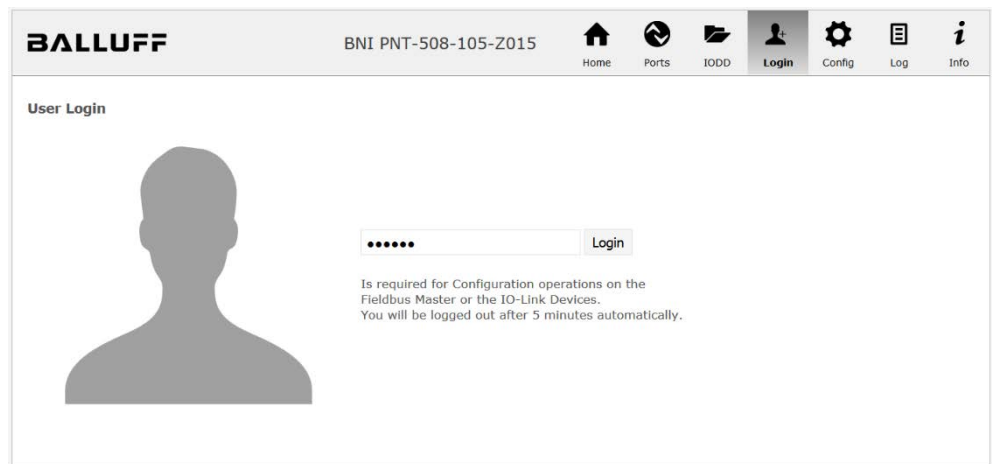 BALLUFF
BNI PNT-508-105-Z015
Home
Ports
IODD
Login
Config
Log
Info
User Login
••••••
Login
Is required for Configuration operations on the
Fieldbus Master or the IO-Link Devices.
You will be logged out after 5 minutes automatically.